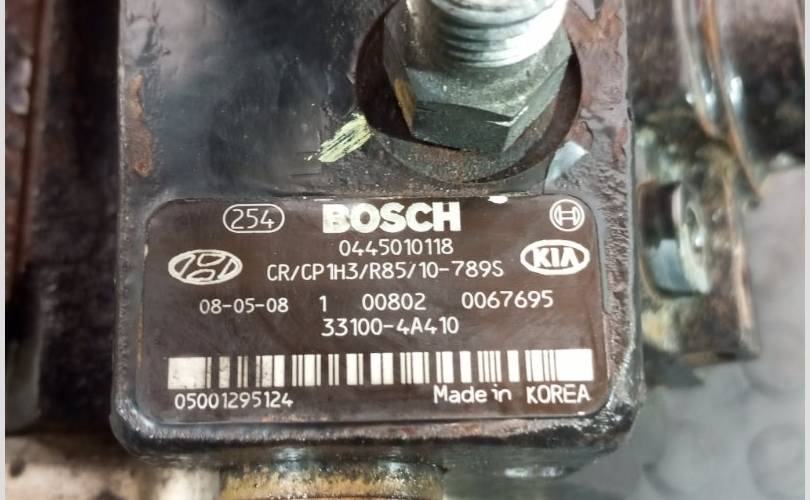 254 BOSCH
0445010118
CR/CP1H3/R85/10-789S KIA
08-05-08 1 00802 0067695
33100-4A410
05001295124 Made in KOREA